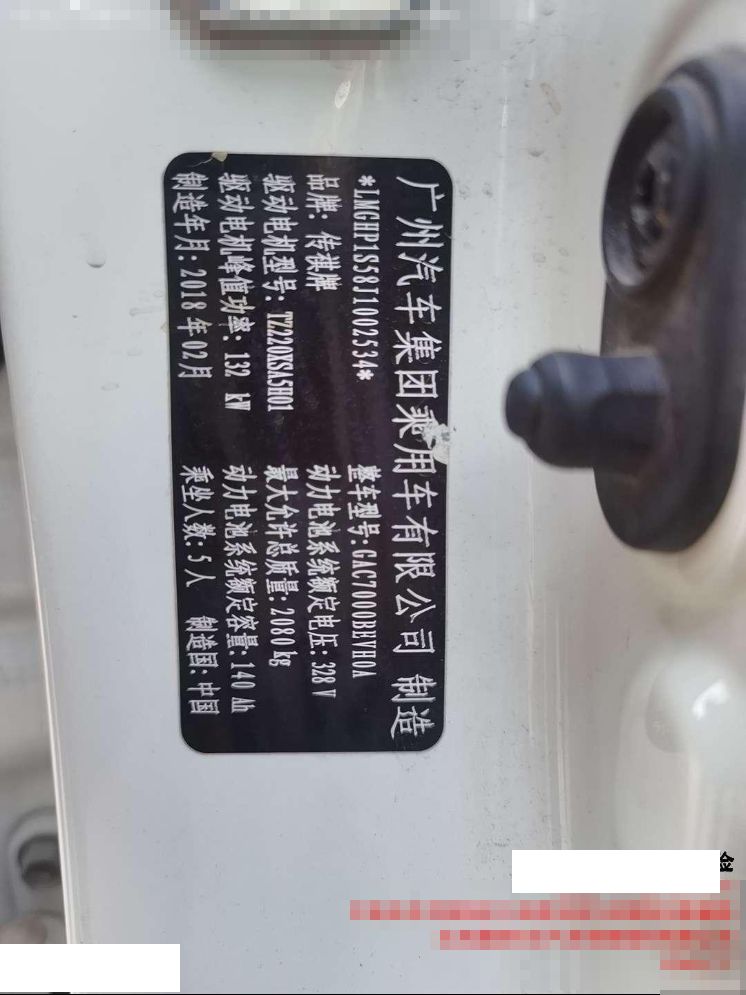 广州汽车集团乘用车有限公司 制造
*LMGHP1S58J1002534* 整车型号:GAC7000BEVH0A
品牌:传祺牌 动力电池系统额定电压:328 V
驱动电机型号:TZ220XSA5H01 最大允许总质量:2080 kg
驱动电机峰值功率:132 kW 动力电池系统额定容量:140 Ah
制造年月:2018 年 02月 乘坐人数:5 人 制造国:中国